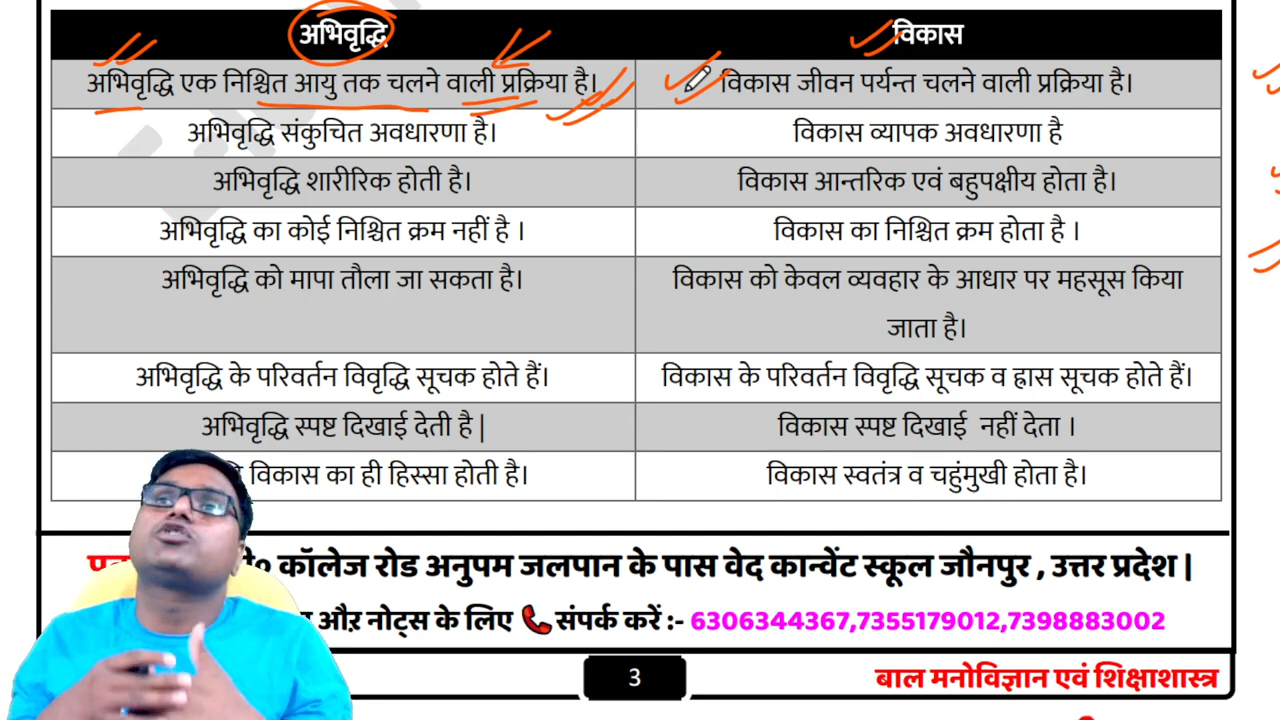 अभिवृद्धि विकास
अभिवृद्धि एक निश्चित आयु तक चलने वाली प्रक्रिया है। विकास जीवन पर्यन्त चलने वाली प्रक्रिया है।
अभिवृद्धि संकुचित अवधारणा है। विकास व्यापक अवधारणा है
अभिवृद्धि शारीरिक होती है। विकास आन्तरिक एवं बहुपक्षीय होता है।
अभिवृद्धि का कोई निश्चित क्रम नहीं है । विकास का निश्चित क्रम होता है ।
अभिवृद्धि को मापा तौला जा सकता है। विकास को केवल व्यवहार के आधार पर महसूस किया
जाता है।
अभिवृद्धि के परिवर्तन विवृद्धि सूचक होते हैं। विकास के परिवर्तन विवृद्धि सूचक व ह्रास सूचक होते हैं।
अभिवृद्धि स्पष्ट दिखाई देती है | विकास स्पष्ट दिखाई नहीं देता ।
विकास का ही हिस्सा होती है। विकास स्वतंत्र व चहुंमुखी होता है।
कॉलेज रोड अनुपम जलपान के पास वेद कान्वेंट स्कूल जौनपुर , उत्तर प्रदेश |
और नोट्स के लिए संपर्क करें :- 6306344367,7355179012,7398883002
3
बाल मनोविज्ञान एवं शिक्षाशास्त्र